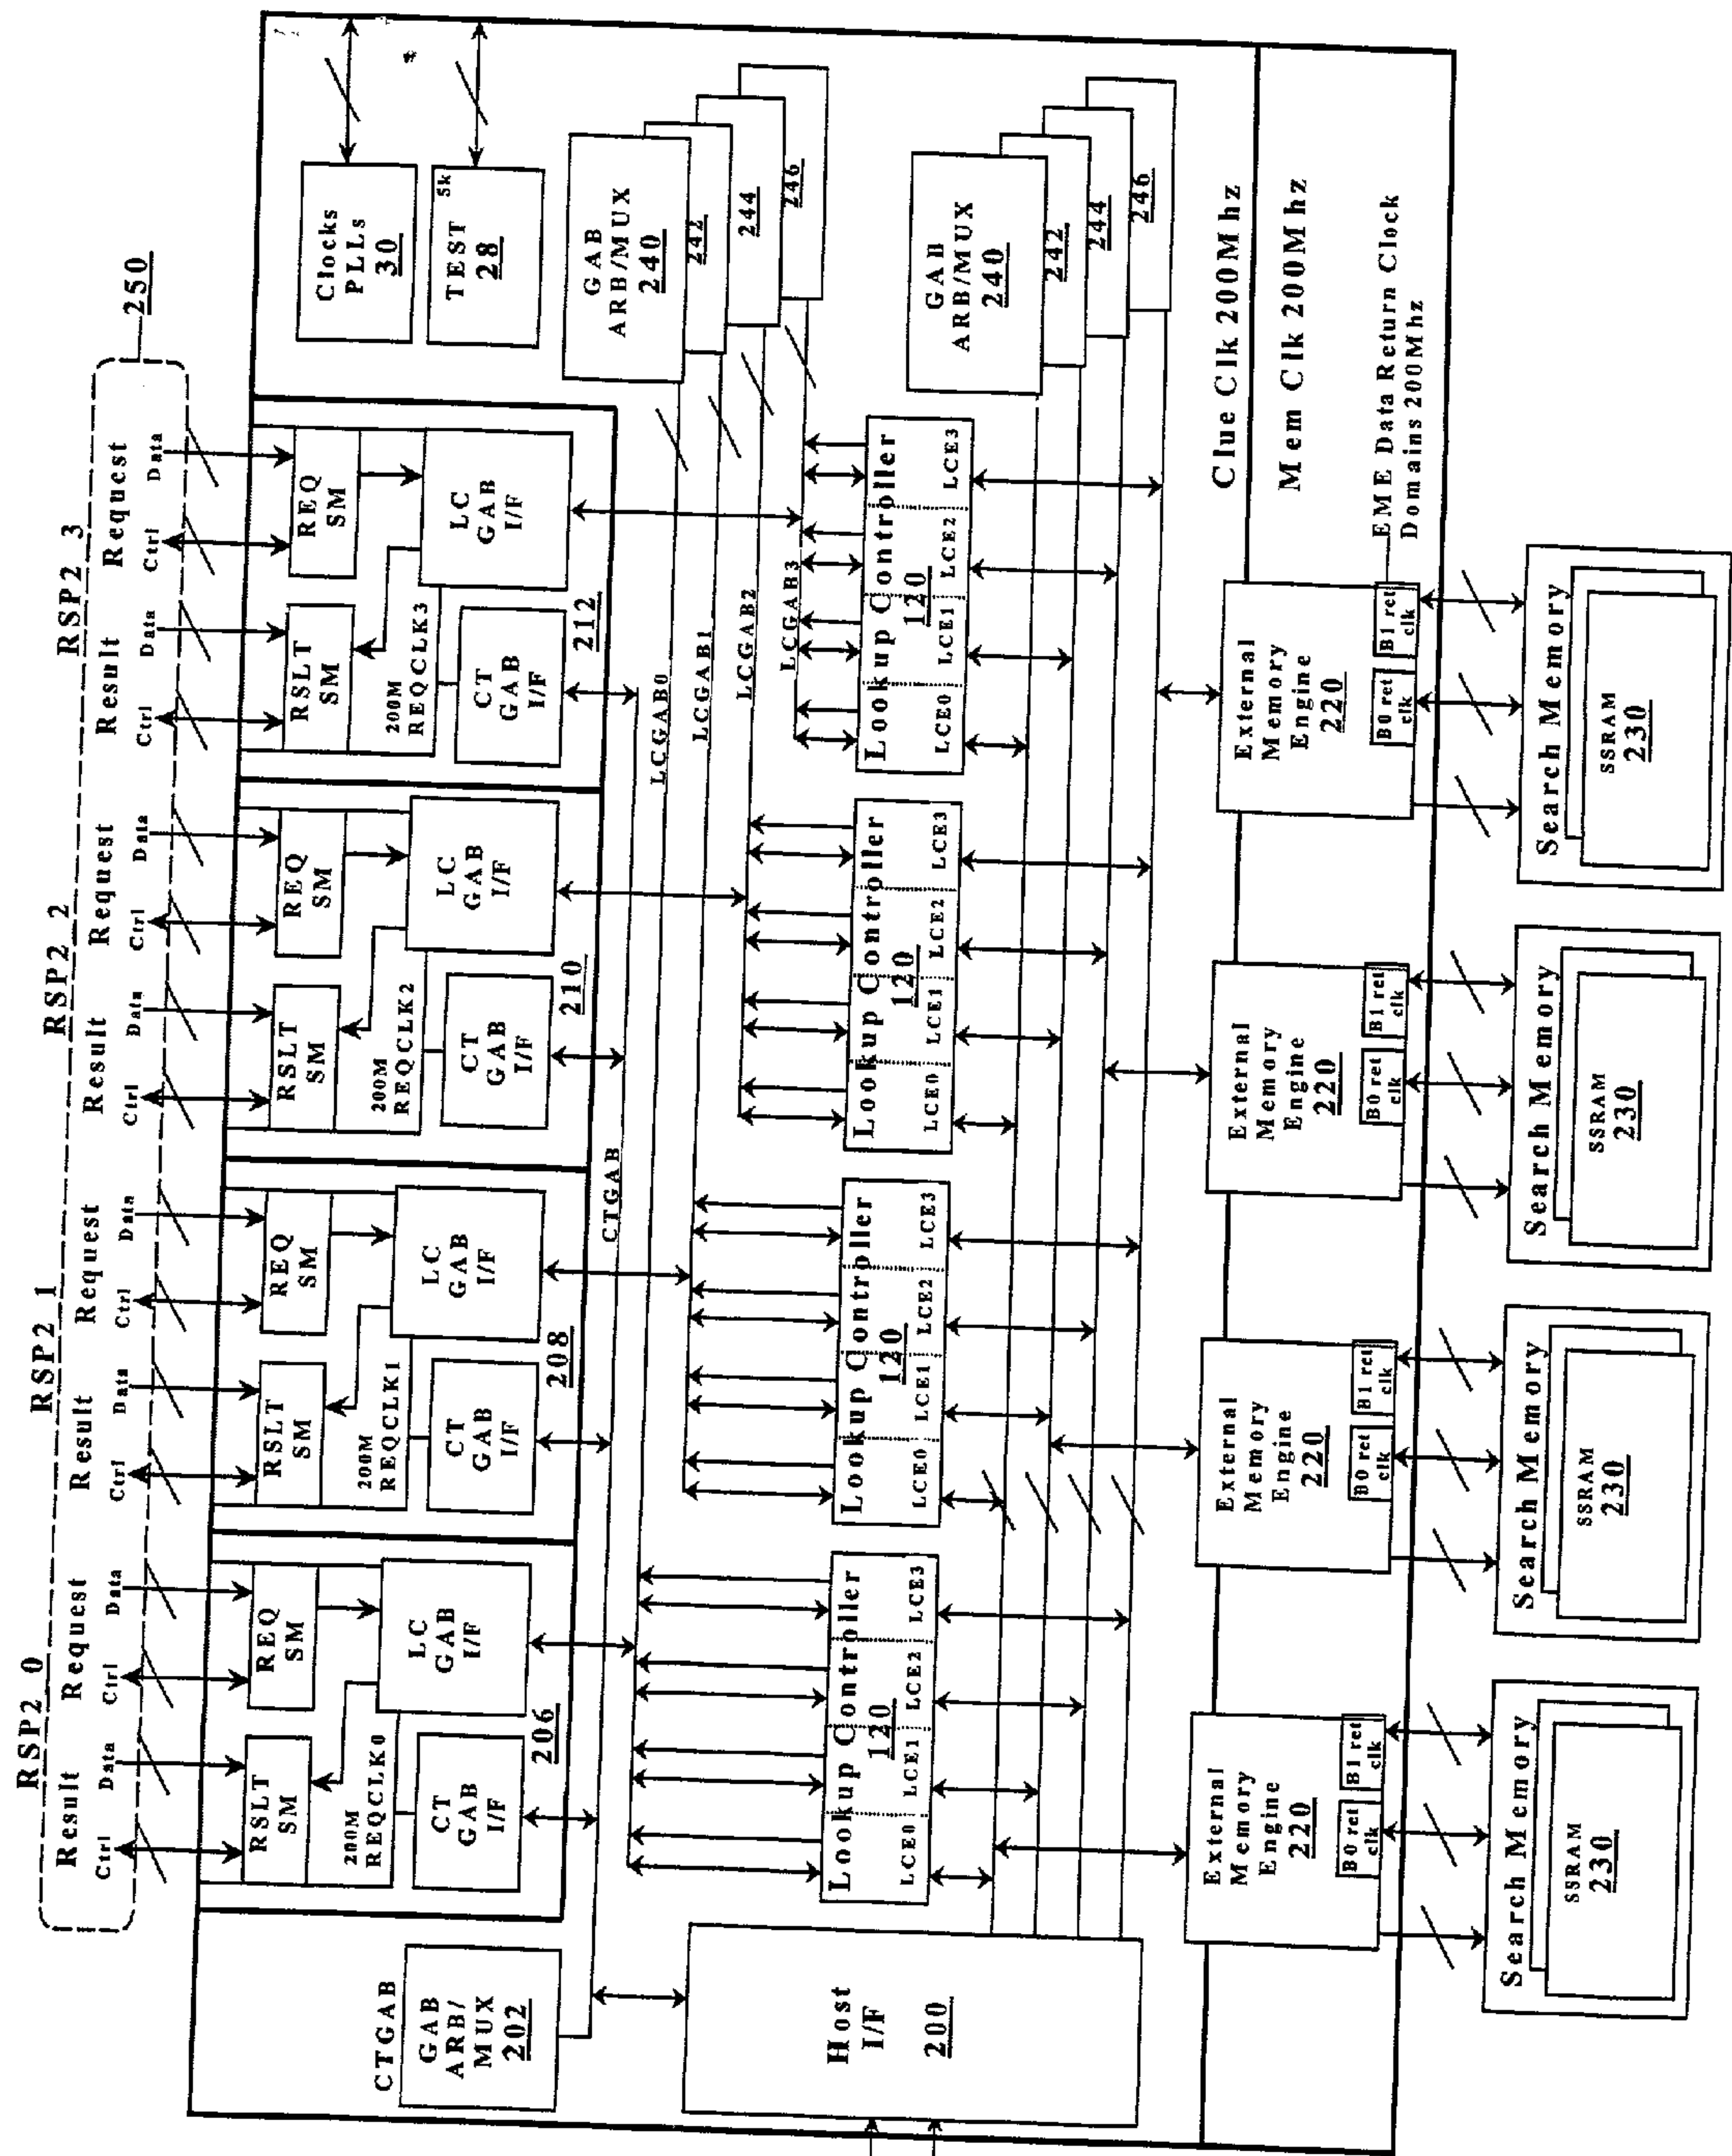 RSP2_0
RSP2_1
RSP2_2
RSP2_3
250
Result
Request
Result
Request
Result
Request
Result
Request
Ctrl
Data
Ctrl
Data
Ctrl
Data
Ctrl
Data
Ctrl
Data
Ctrl
Data
Ctrl
Data
Ctrl
Data
RSLT
SM
REQ
SM
200M
REQCLK0
LC
GAB
I/F
CT
GAB
I/F
206
RSLT
SM
REQ
SM
200M
REQCLK1
LC
GAB
I/F
CT
GAB
I/F
208
RSLT
SM
REQ
SM
200M
REQCLK2
LC
GAB
I/F
CT
GAB
I/F
210
RSLT
SM
REQ
SM
200M
REQCLK3
LC
GAB
I/F
CT
GAB
I/F
212
Clocks
PLLs
30
Sk
TEST
28
CTGAB
GAB
ARB/
MUX
202
CTGAB
LCGAB0
LCGAB1
LCGAB2
LCGAB3
GAB
ARB/MUX
240
242
244
246
Host
I/F
200
Lookup Controller
120
LCE0
LCE1
LCE2
LCE3
Lookup Controller
120
LCE0
LCE1
LCE2
LCE3
Lookup Controller
120
LCE0
LCE1
LCE2
LCE3
Lookup Controller
120
LCE0
LCE1
LCE2
LCE3
GAB
ARB/MUX
240
242
244
246
Clue Clk 200Mhz
Mem Clk 200Mhz
External
Memory
Engine
220
B0 ret
clk
B1 ret
clk
External
Memory
Engine
220
B0 ret
clk
B1 ret
clk
External
Memory
Engine
220
B0 ret
clk
B1 ret
clk
External
Memory
Engine
220
B0 ret
clk
B1 ret
clk
EME Data Return Clock
Domains 200Mhz
Search Memory
SSRAM
230
Search Memory
SSRAM
230
Search Memory
SSRAM
230
Search Memory
SSRAM
230